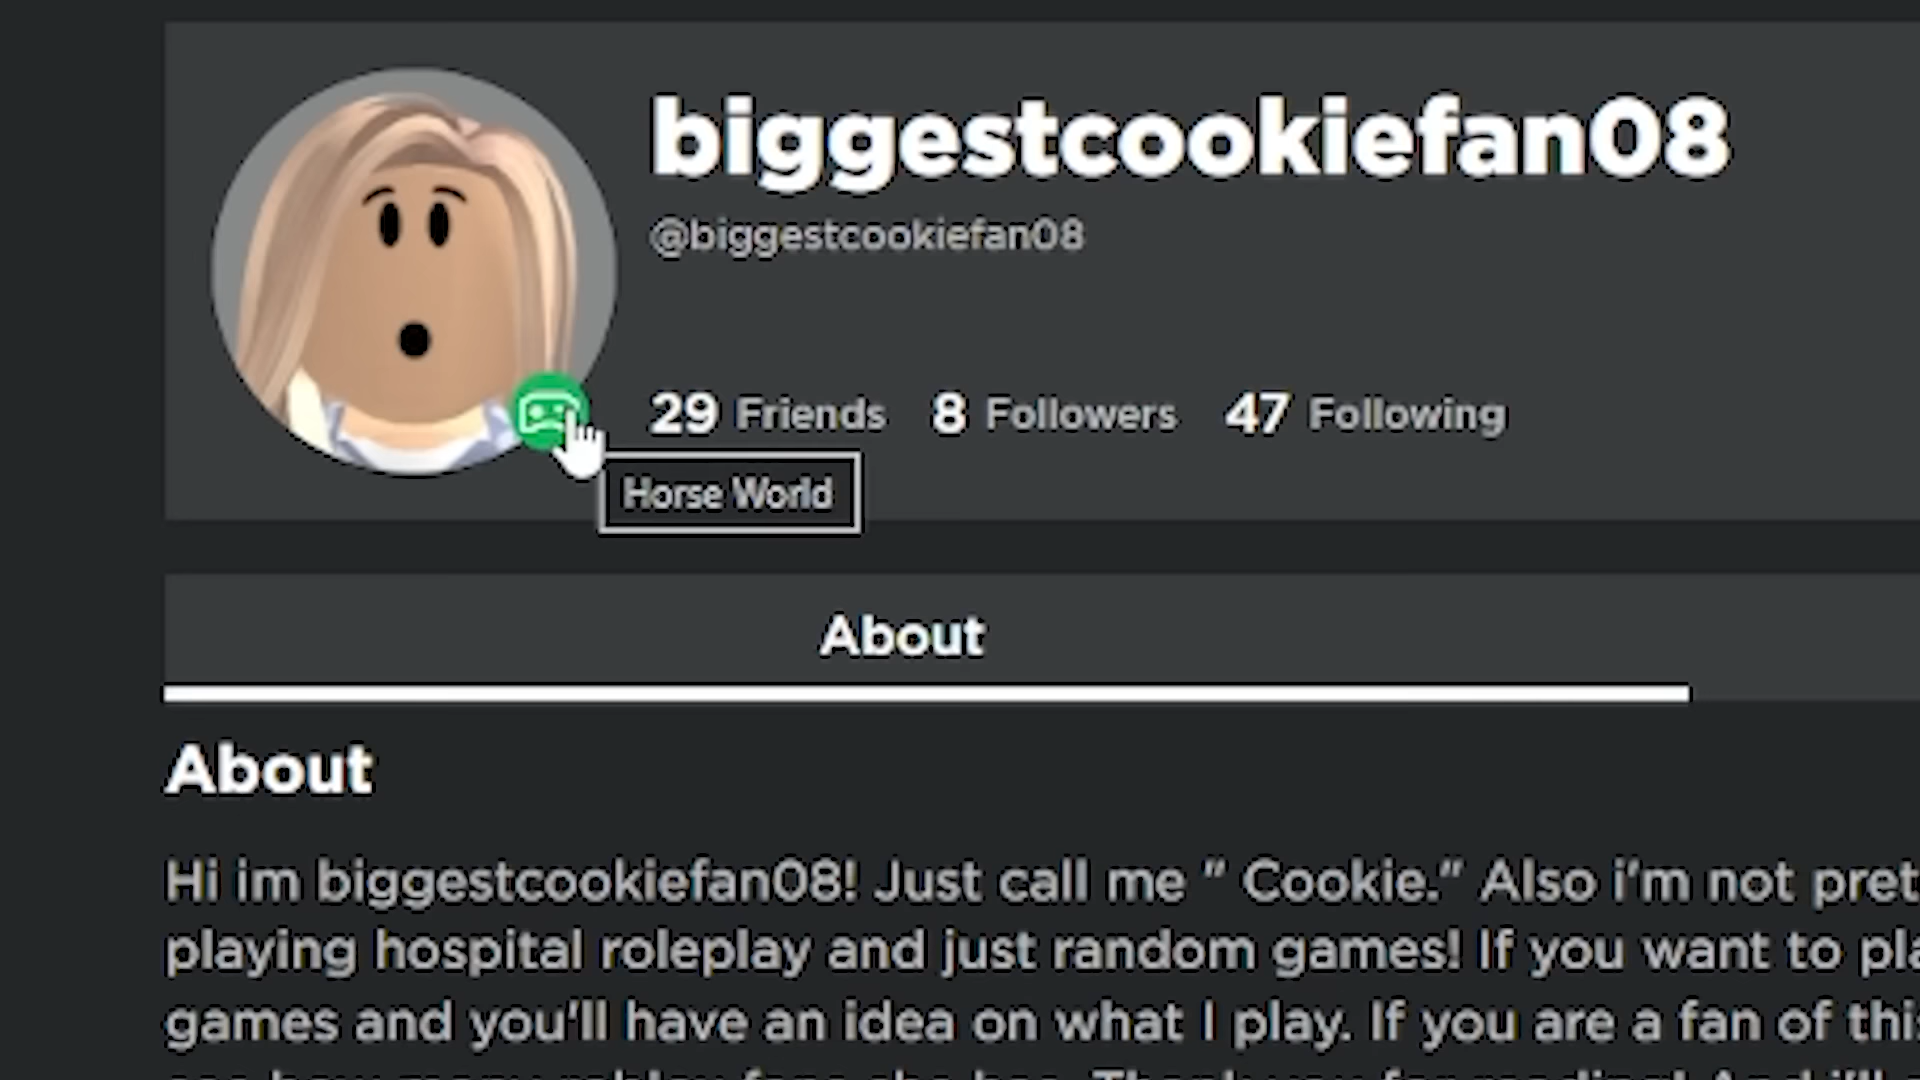 biggestcookiefan08
@biggestcookiefan08
29 Friends 8 Followers 47 Following
Horse World
About
About
Hi im biggestcookiefan08! Just call me " Cookie." Also i'm not pret
playing hospital roleplay and just random games! If you want to pla
games and you'll have an idea on what I play. If you are a fan of this